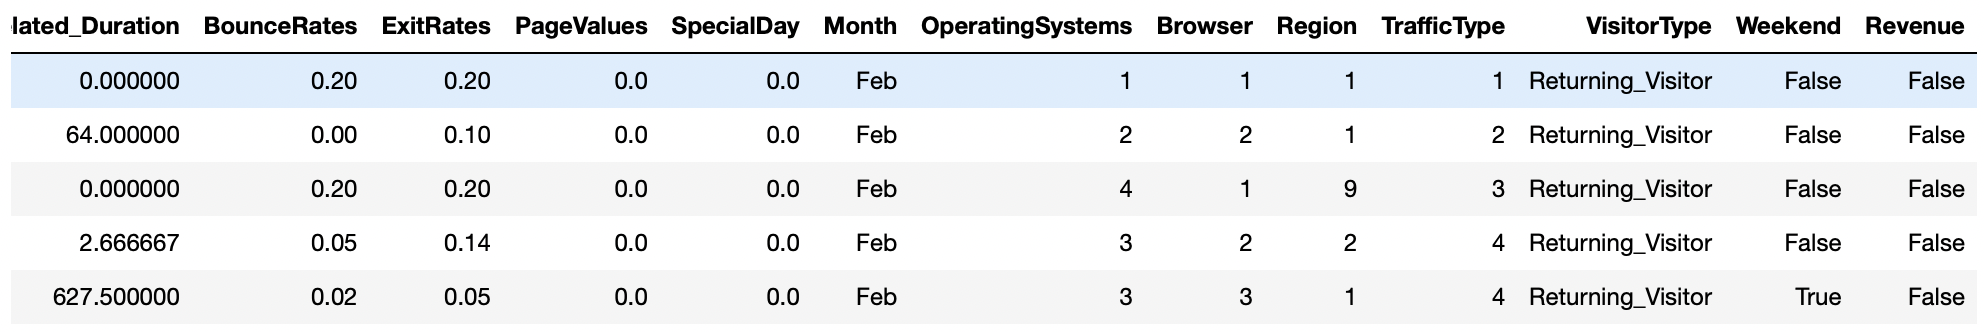 lated_Duration BounceRates ExitRates PageValues SpecialDay Month OperatingSystems Browser Region TrafficType VisitorType Weekend Revenue
0.000000 0.20 0.20 0.0 0.0 Feb 1 1 1 1 Returning_Visitor False False
64.000000 0.00 0.10 0.0 0.0 Feb 2 2 1 2 Returning_Visitor False False
0.000000 0.20 0.20 0.0 0.0 Feb 4 1 9 3 Returning_Visitor False False
2.666667 0.05 0.14 0.0 0.0 Feb 3 2 2 4 Returning_Visitor False False
627.500000 0.02 0.05 0.0 0.0 Feb 3 3 1 4 Returning_Visitor True False